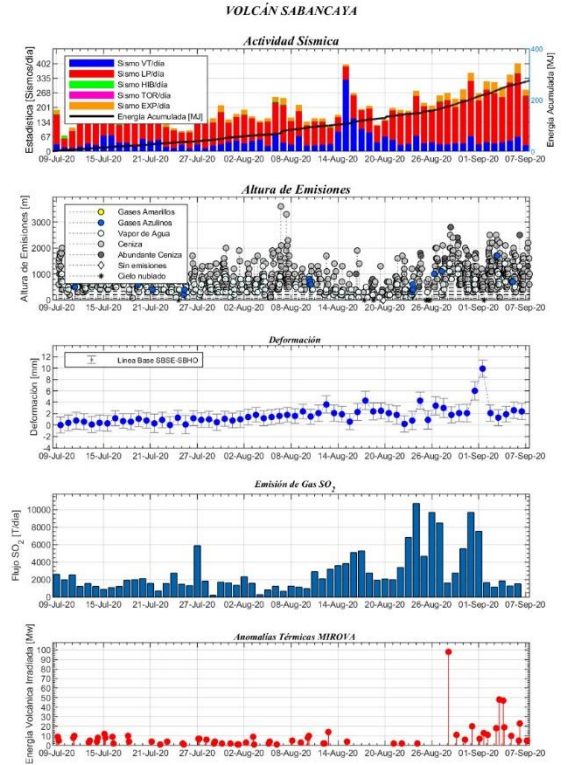 VOLCÁN SABANCAYA
Actividad Sísmica
Estadística [Sismos/día]
402
335
268
201
134
67
0
Sismo VT/día
Sismo LP/día
Sismo HIB/día
Sismo TOR/día
Sismo EXP/día
Energía Acumulada [MJ]
400
200
0
Energía Acumulada [MJ]
09-Jul-20 15-Jul-20 21-Jul-20 27-Jul-20 02-Aug-20 08-Aug-20 14-Aug-20 20-Aug-20 26-Aug-20 01-Sep-20 07-Sep-20
Altura de Emisiones
Altura de Emisiones [m]
3000
2000
1000
0
Gases Amarillos
Gases Azulinos
Vapor de Agua
Ceniza
Abundante Ceniza
Sin emisiones
Cielo nublado
09-Jul-20 15-Jul-20 21-Jul-20 27-Jul-20 02-Aug-20 08-Aug-20 14-Aug-20 20-Aug-20 26-Aug-20 01-Sep-20 07-Sep-20
Deformación
Deformación [mm]
12
10
8
6
4
2
0
-2
-4
Linea Base SBSE-SBHO
09-Jul-20 15-Jul-20 21-Jul-20 27-Jul-20 02-Aug-20 08-Aug-20 14-Aug-20 20-Aug-20 26-Aug-20 01-Sep-20 07-Sep-20
Emisión de Gas SO2
Flujo SO2 [T/día]
10000
8000
6000
4000
2000
0
09-Jul-20 15-Jul-20 21-Jul-20 27-Jul-20 02-Aug-20 08-Aug-20 14-Aug-20 20-Aug-20 26-Aug-20 01-Sep-20 07-Sep-20
Anomalías Térmicas MIROVA
Energía Volcánica Irradiada [Mw]
100
90
80
70
60
50
40
30
20
10
0
09-Jul-20 15-Jul-20 21-Jul-20 27-Jul-20 02-Aug-20 08-Aug-20 14-Aug-20 20-Aug-20 26-Aug-20 01-Sep-20 07-Sep-20